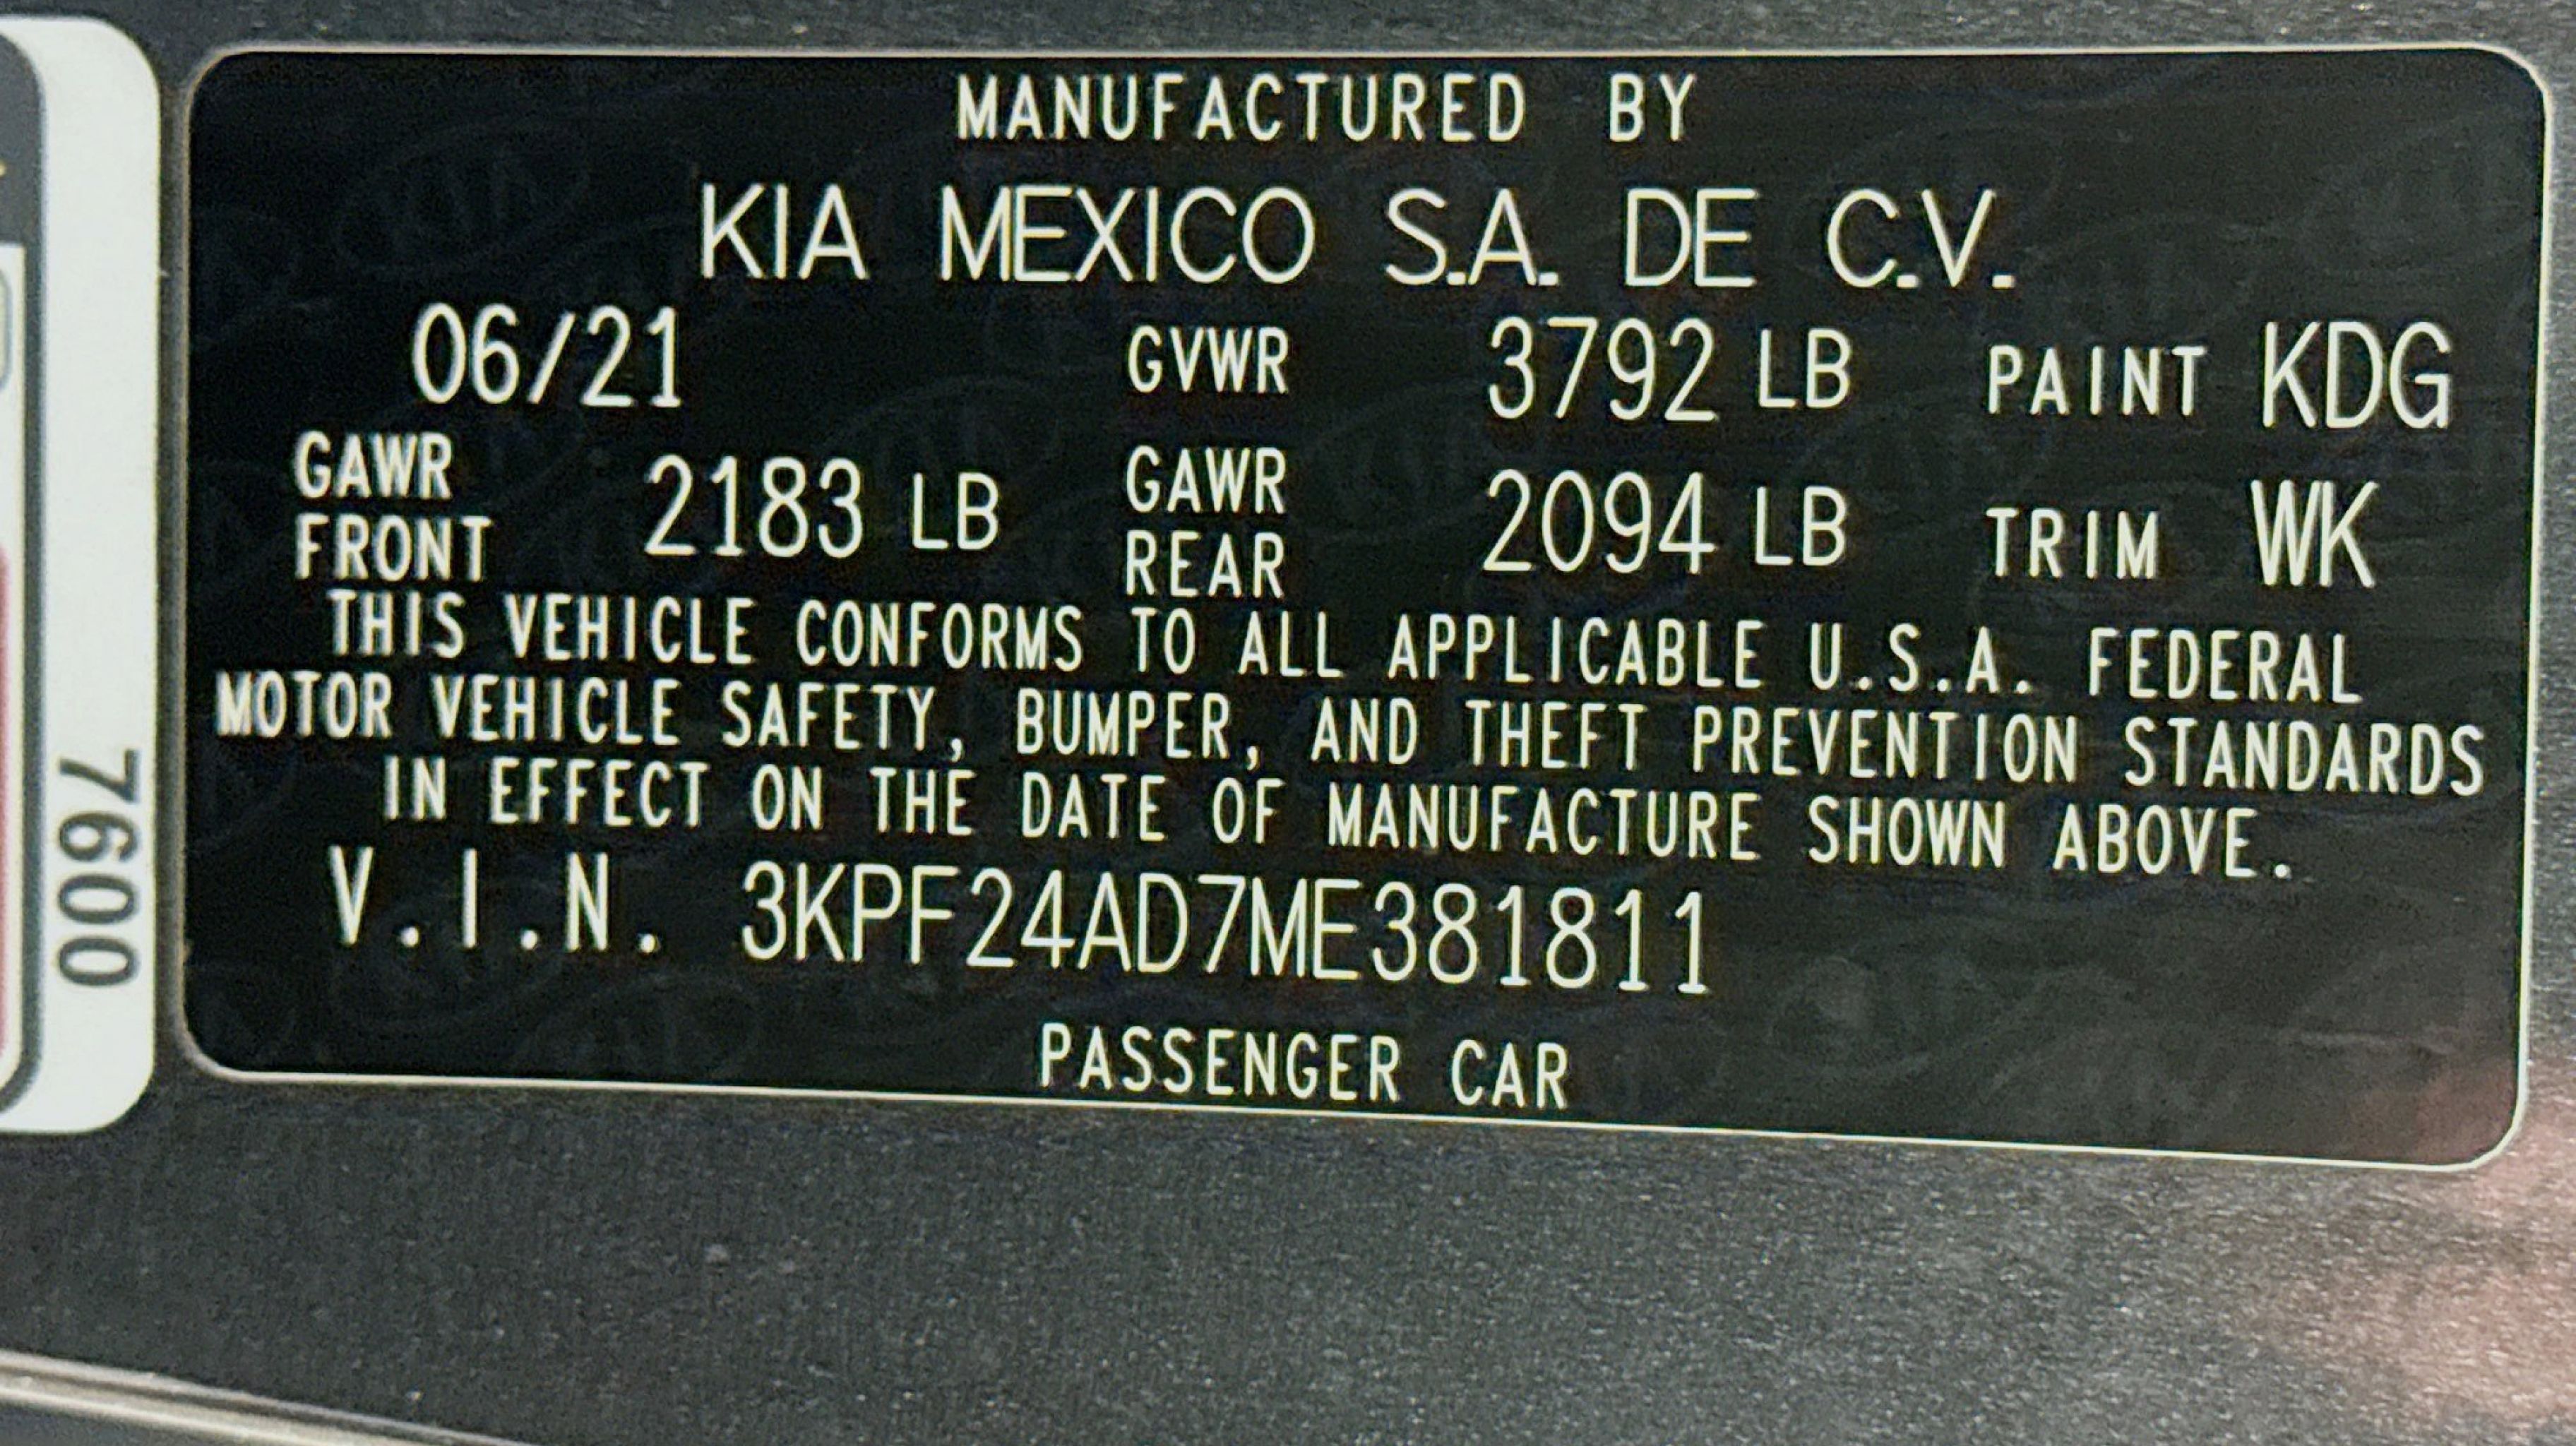 MANUFACTURED BY
KIA MEXICO S.A. DE C.V.
06/21 GVWR 3792 LB PAINT KDG
GAWR FRONT 2183 LB GAWR REAR 2094 LB TRIM WK
THIS VEHICLE CONFORMS TO ALL APPLICABLE U.S.A. FEDERAL
MOTOR VEHICLE SAFETY, BUMPER, AND THEFT PREVENTION STANDARDS
IN EFFECT ON THE DATE OF MANUFACTURE SHOWN ABOVE.
V.I.N. 3KPF24AD7ME381811
PASSENGER CAR
7600